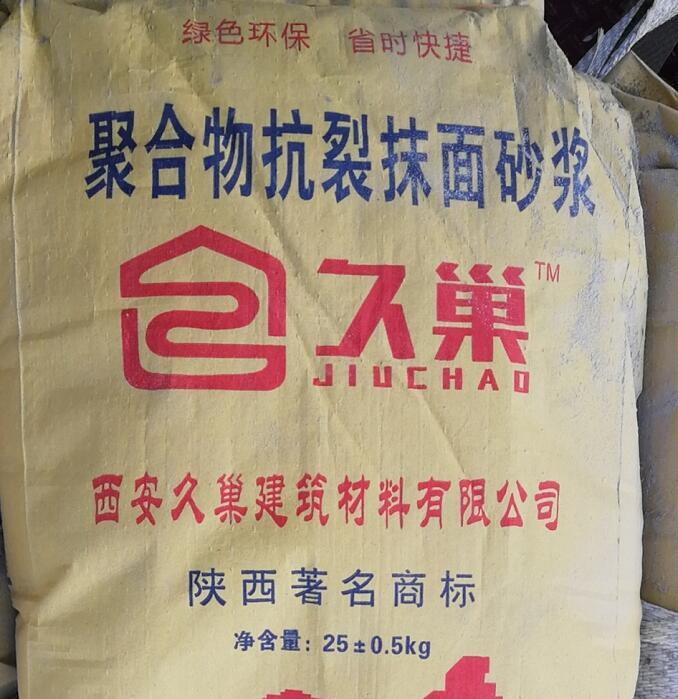 绿色环保 省时快捷
聚合物抗裂抹面砂浆
久巢™
JIUCHAO
西安久巢建筑材料有限公司
陕西著名商标
净含量：25±0.5kg